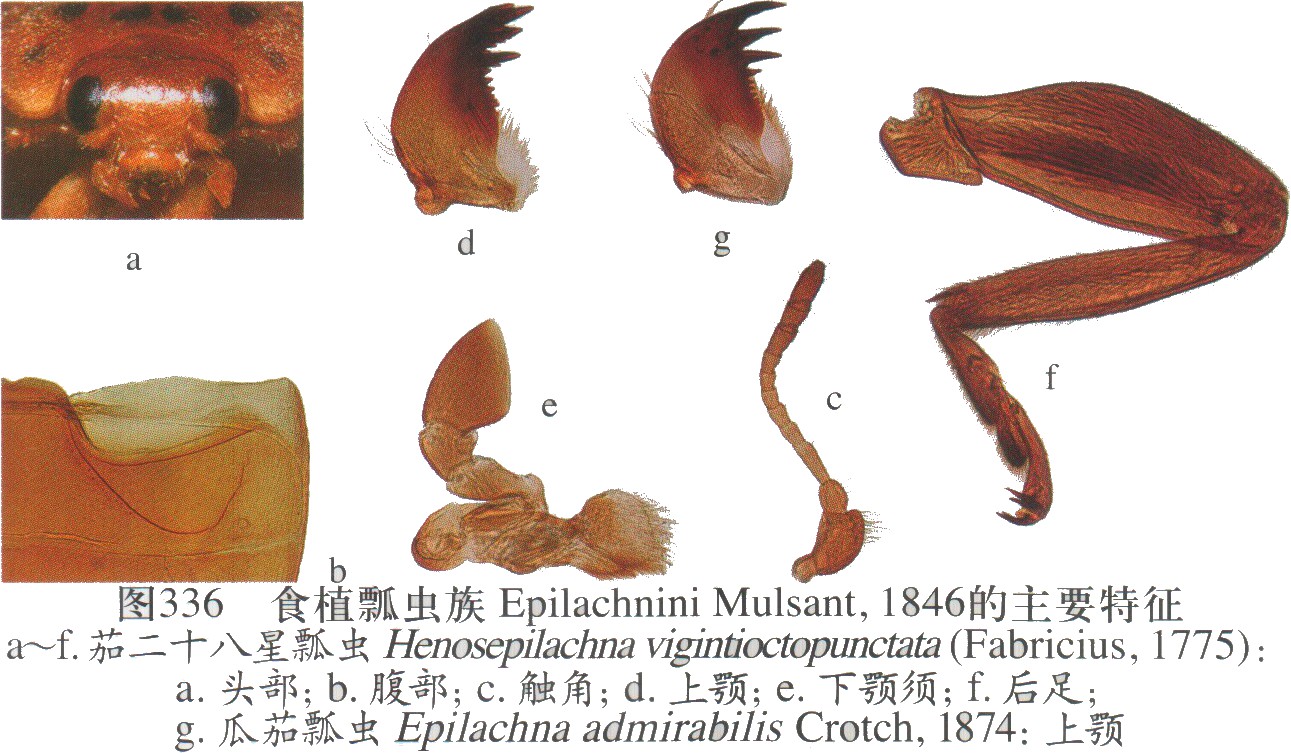 a
d
g
b
e
c
f
图336 食植瓢虫族 Epilachnini Mulsant, 1846的主要特征
a~f. 茄二十八星瓢虫 Henosepilachna vigintioctopunctata (Fabricius, 1775):
a. 头部; b. 腹部; c. 触角; d. 上颚; e. 下颚须; f. 后足;
g. 瓜茄瓢虫 Epilachna admirabilis Crotch, 1874: 上颚